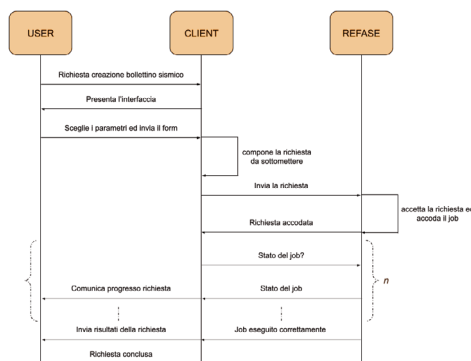 USER
CLIENT
REFASE
Richiesta creazione bollettino sismico
Presenta l'interfaccia
Sceglie i parametri ed invia il form
compone la richiesta
da sottomettere
Invia la richiesta
accetta la richiesta ed
accoda il job
Richiesta accodata
Stato del job?
n
Comunica progresso richiesta
Stato del job
Invia risultati della richiesta
Job eseguito correttamente
Richiesta conclusa